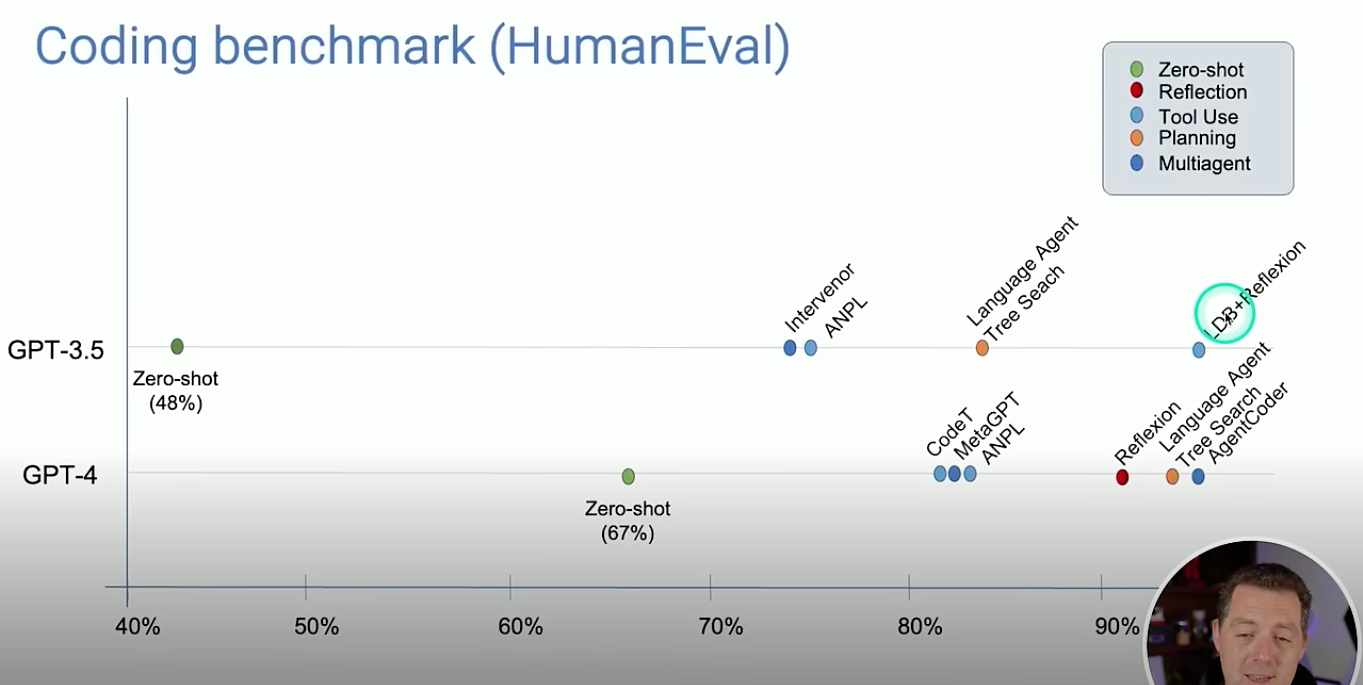 Coding benchmark (HumanEval)
Zero-shot
Reflection
Tool Use
Planning
Multiagent
Intervenor
ANPL
Language Agent
Tree Seach
LDB+Reflexion
GPT-3.5
Zero-shot
(48%)
CodeT
MetaGPT
ANPL
Reflexion
Language Agent
Tree Search
AgentCoder
GPT-4
Zero-shot
(67%)
40%
50%
60%
70%
80%
90%